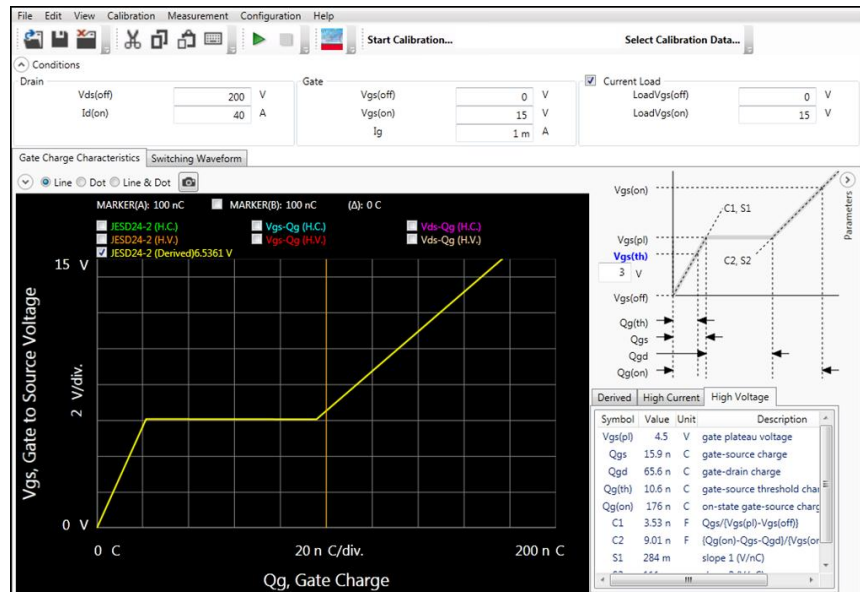 File Edit View Calibration Measurement Configuration Help
Start Calibration... Select Calibration Data...
Conditions
Drain
Vds(off) 200 V
Id(on) 40 A
Gate
Vgs(off) 0 V
Vgs(on) 15 V
Ig 1 m A
Current Load
LoadVgs(off) 0 V
LoadVgs(on) 15 V
Gate Charge Characteristics Switching Waveform
Line Dot Line & Dot
MARKER(A): 100 nC MARKER(B): 100 nC (Δ): 0 C
JESD24-2 (H.C.) Vgs-Qg (H.C.) Vds-Qg (H.C.)
JESD24-2 (H.V.) Vgs-Qg (H.V.) Vds-Qg (H.V.)
JESD24-2 (Derived)6.5361 V
15 V
2 V/div.
Vgs, Gate to Source Voltage
0 V
0 C 20 n C/div. 200 n C
Qg, Gate Charge
Vgs(on)
C1, S1
Vgs(pl)
Vgs(th)
3 V
C2, S2
Vgs(off)
Qg(th)
Qgs
Qgd
Qg(on)
Parameters
Derived High Current High Voltage
Symbol Value Unit Description
Vgs(pl) 4.5 V gate plateau voltage
Qgs 15.9 n C gate-source charge
Qgd 65.6 n C gate-drain charge
Qg(th) 10.6 n C gate-source threshold char
Qg(on) 176 n C on-state gate-source charg
C1 3.53 n F Qgs/{Vgs(pl)-Vgs(off)}
C2 9.01 n F {Qg(on)-Qgs-Qgd}/{Vgs(on
S1 284 m slope 1 (V/nC)